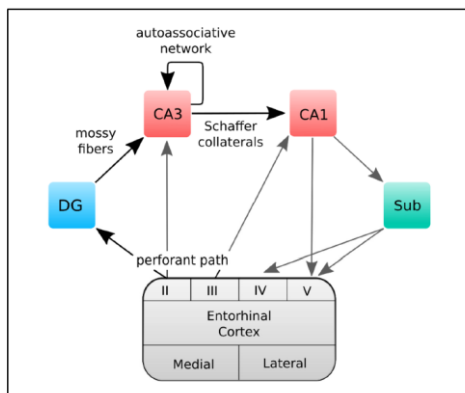 autoassociative
network
CA3
CA1
mossy
fibers
Schaffer
collaterals
DG
Sub
perforant path
II III IV V
Entorhinal
Cortex
Medial Lateral